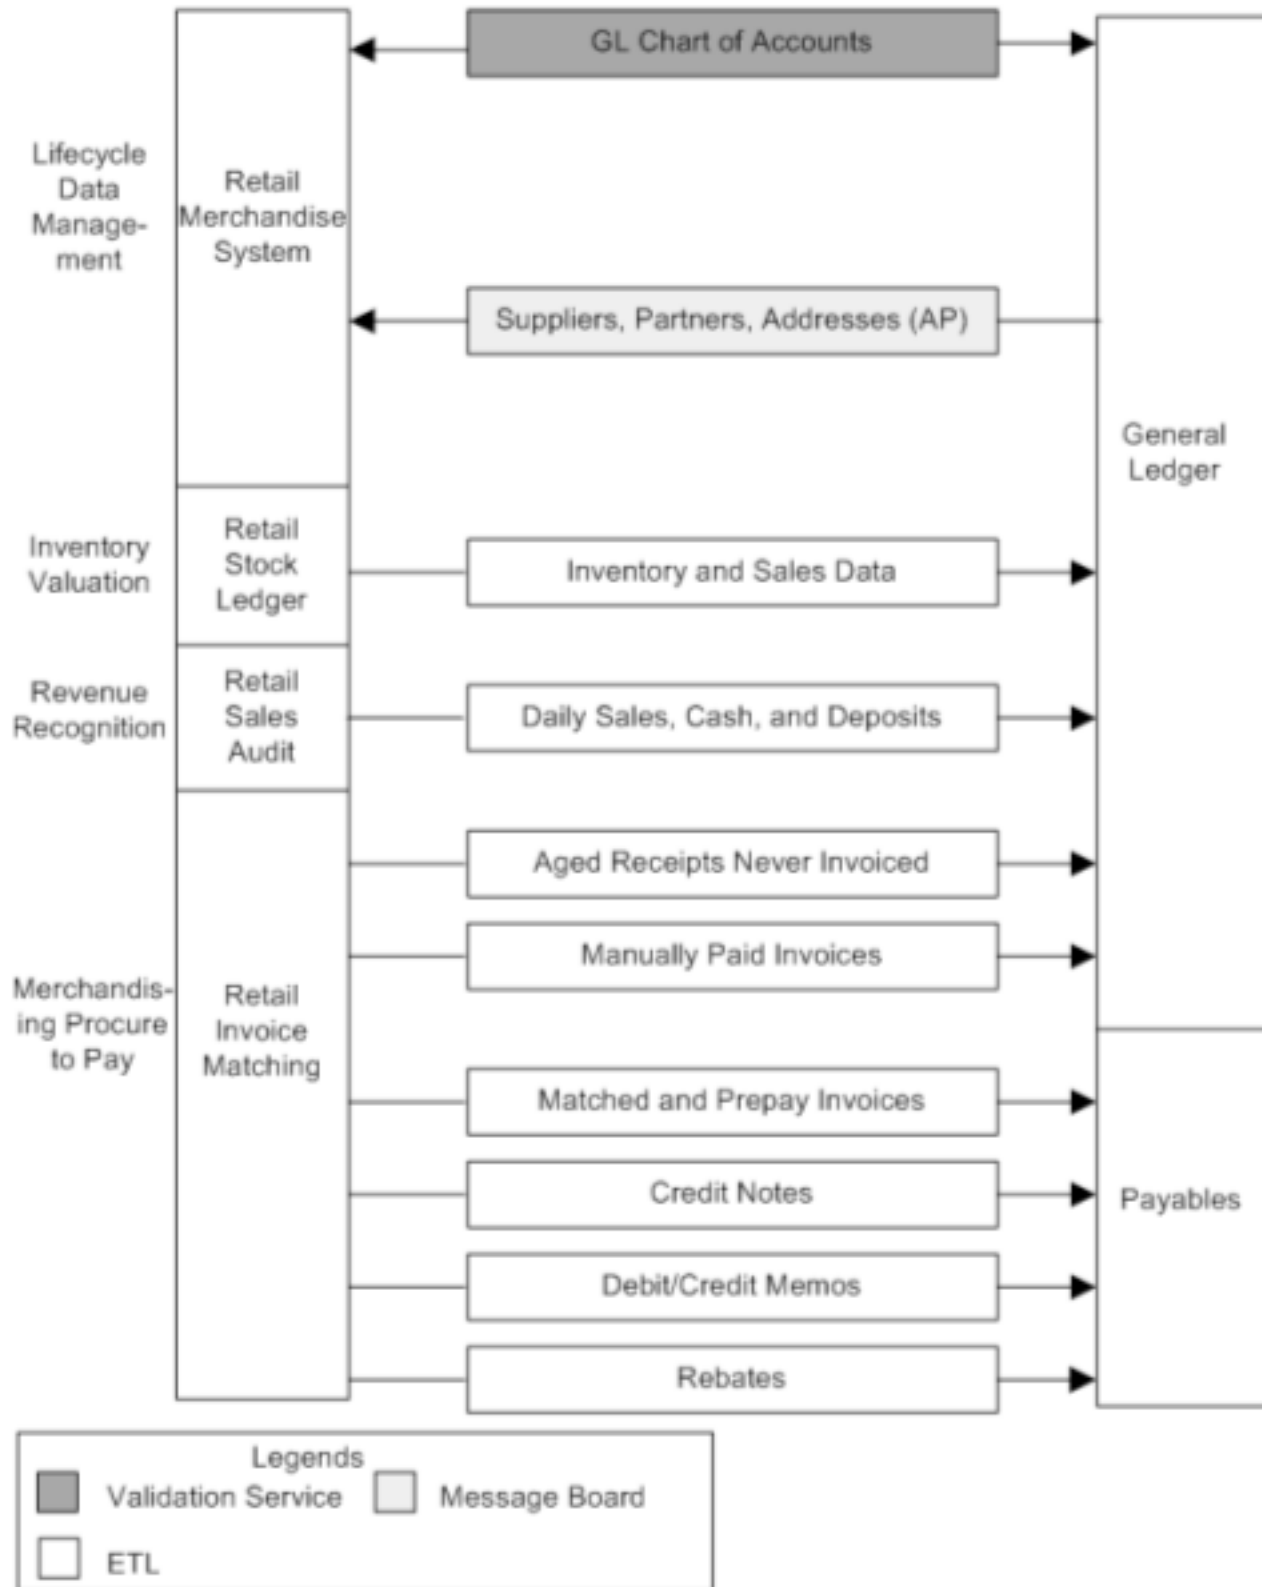 GL Chart of Accounts
Lifecycle
Data
Manage-
ment
Retail
Merchandise
System
Suppliers, Partners, Addresses (AP)
General
Ledger
Inventory
Valuation
Retail
Stock
Ledger
Inventory and Sales Data
Revenue
Recognition
Retail
Sales
Audit
Daily Sales, Cash, and Deposits
Aged Receipts Never Invoiced
Manually Paid Invoices
Merchandis-
ing Procure
to Pay
Retail
Invoice
Matching
Matched and Prepay Invoices
Credit Notes
Payables
Debit/Credit Memos
Rebates
Legends
Validation Service
Message Board
ETL